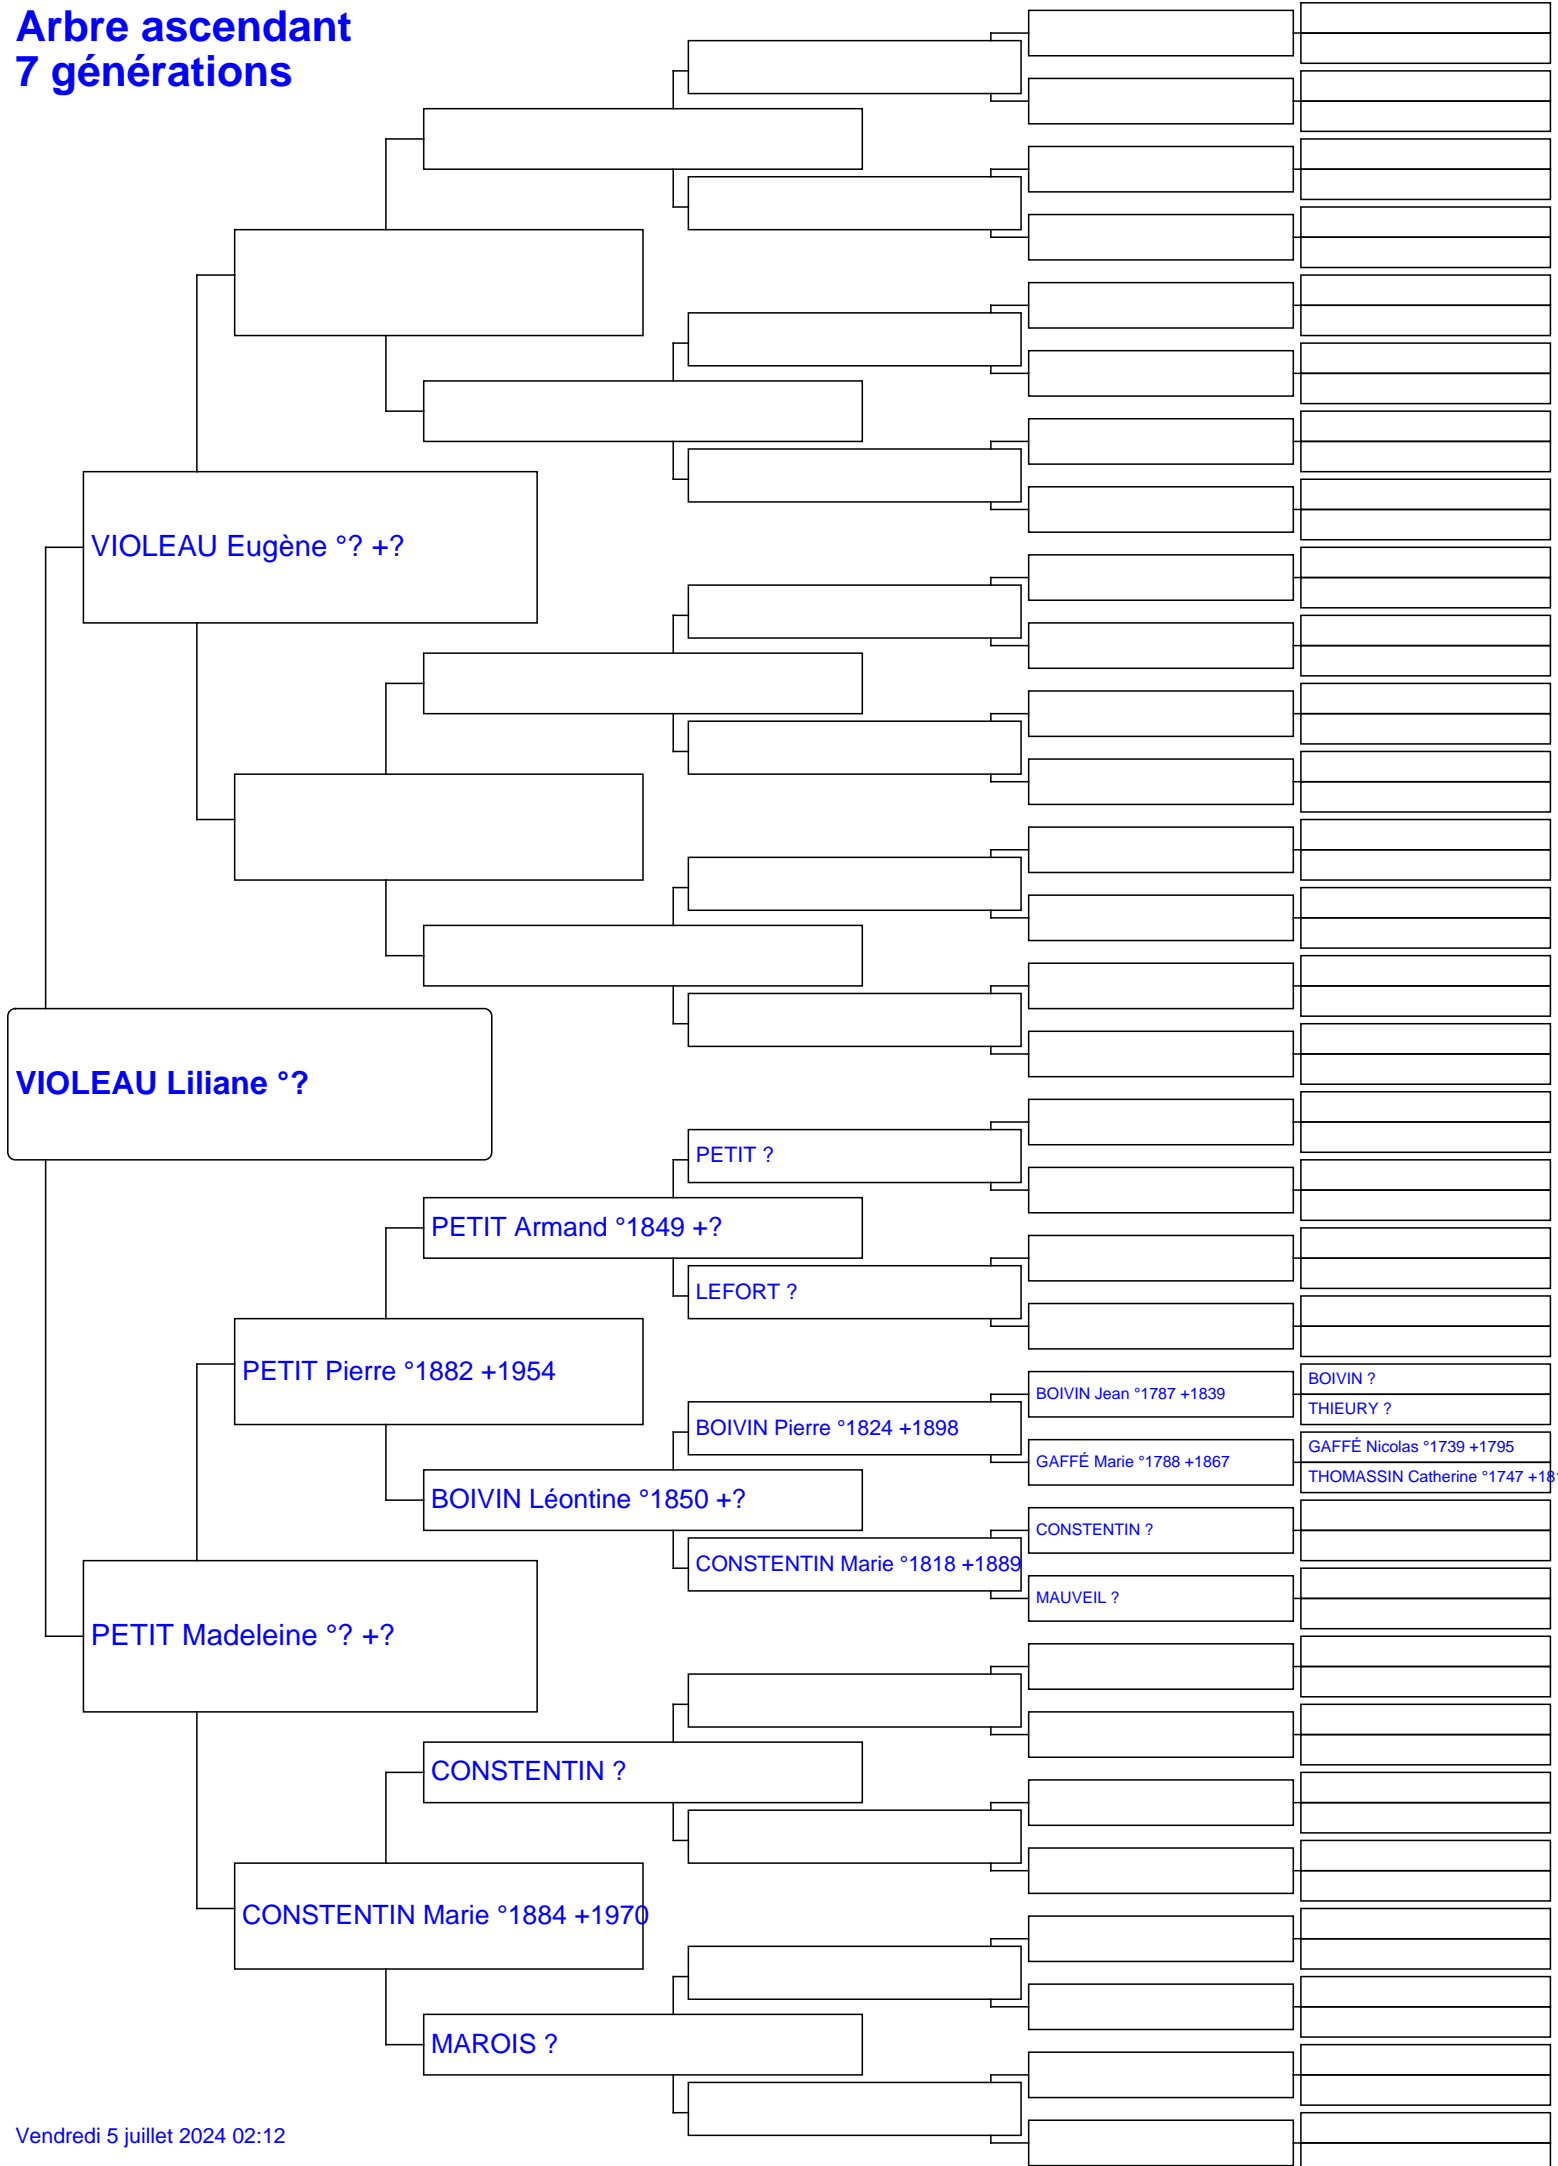 Arbre ascendant
7 générations
VIOLEAU Eugène °? +?
VIOLEAU Liliane °?
PETIT ?
PETIT Armand °1849 +?
LEFORT ?
PETIT Pierre °1882 +1954
BOIVIN ?
BOIVIN Jean °1787 +1839
THIEURY ?
BOIVIN Pierre °1824 +1898
GAFFÉ Nicolas °1739 +1795
GAFFÉ Marie °1788 +1867
THOMASSIN Catherine °1747
BOIVIN Léontine °1850 +?
CONSTENTIN ?
CONSTENTIN Marie °1818 +1889
MAUVEIL ?
PETIT Madeleine °? +?
CONSTENTIN ?
CONSTENTIN Marie °1884 +1970
MAROIS ?
Vendredi 5 juillet 2024 02:12